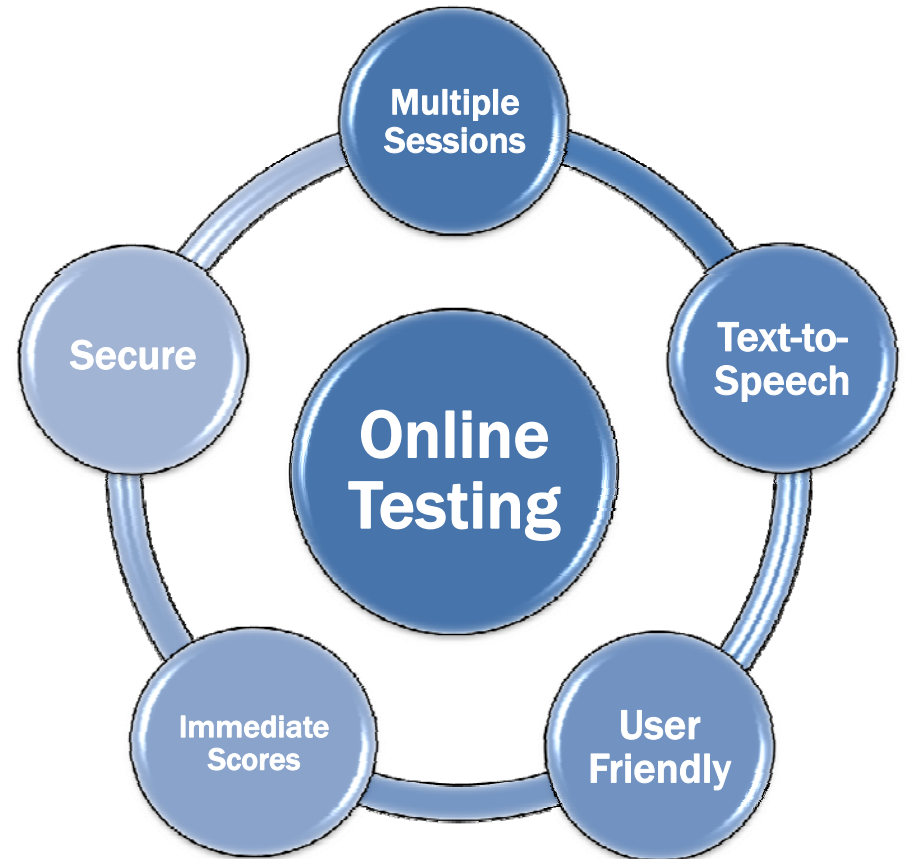 Multiple
Sessions
Text-to-
Speech
User
Friendly
Immediate
Scores
Secure
Online
Testing